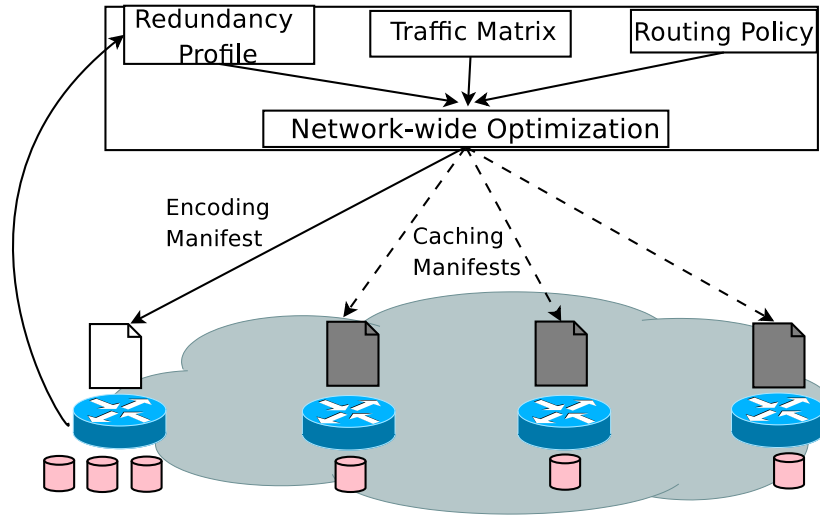 Redundancy
Profile
Traffic Matrix
Routing Policy
Network-wide Optimization
Encoding
Manifest
Caching
Manifests